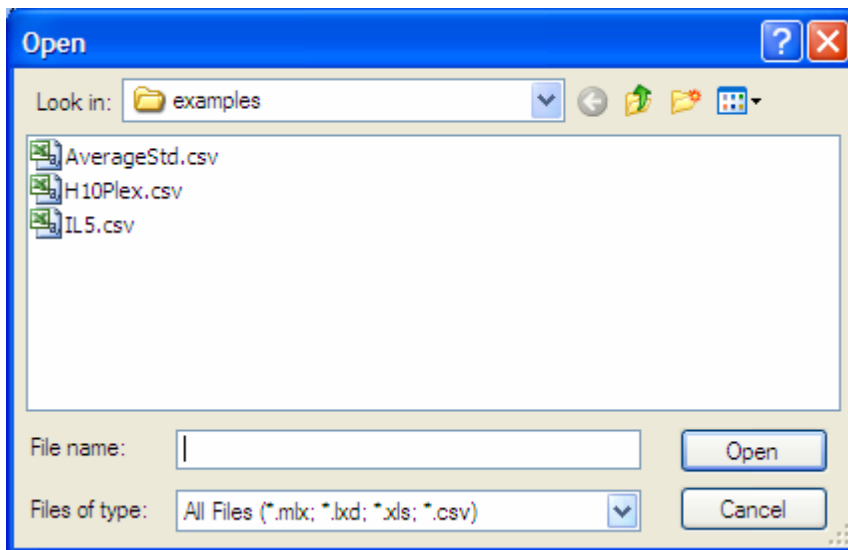 Open
Look in: examples
AverageStd.csv
H10Plex.csv
IL5.csv
File name: Open
Files of type: All Files (*.mlx; *.lxd; *.xls; *.csv) Cancel